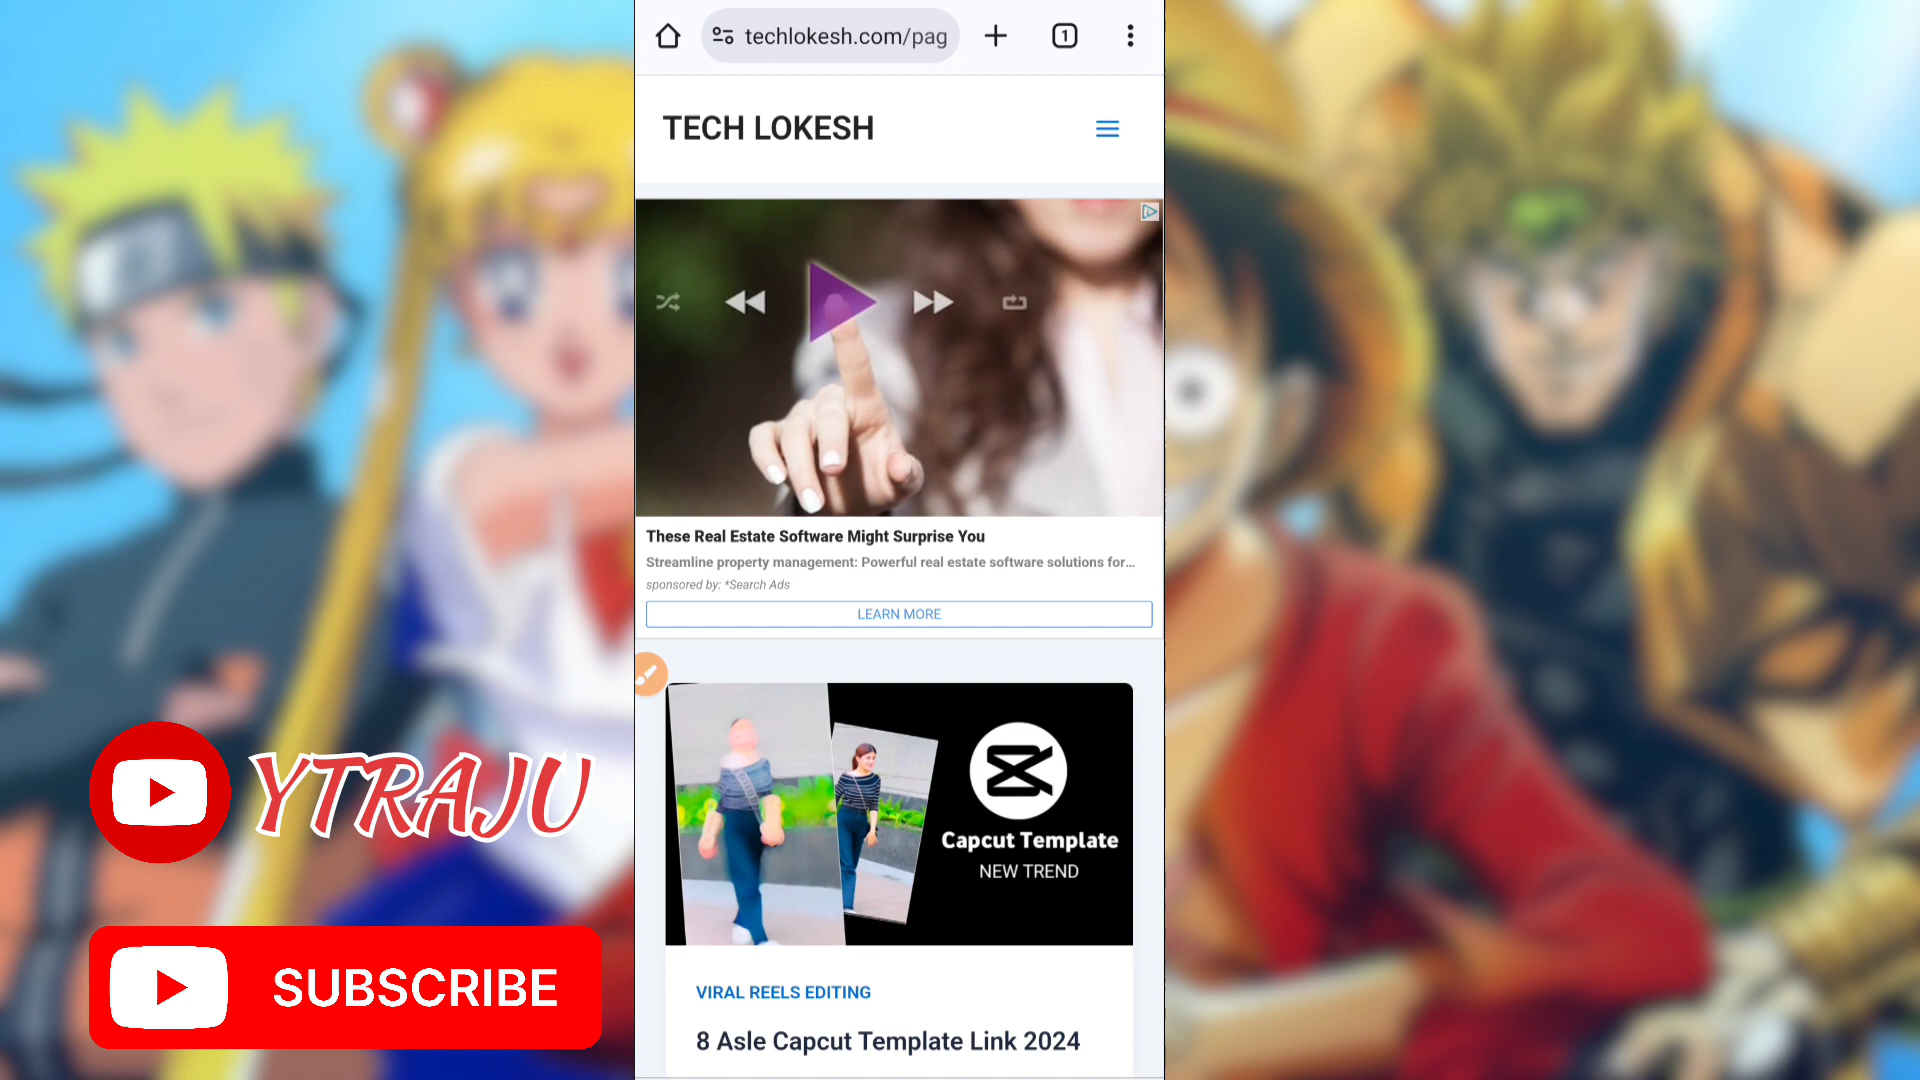 techlokesh.com/pag
1
TECH LOKESH
These Real Estate Software Might Surprise You
Streamline property management: Powerful real estate software solutions for...
sponsored by: *Search Ads
LEARN MORE
Capcut Template
NEW TREND
VIRAL REELS EDITING
8 Asle Capcut Template Link 2024
YTRAJU
SUBSCRIBE